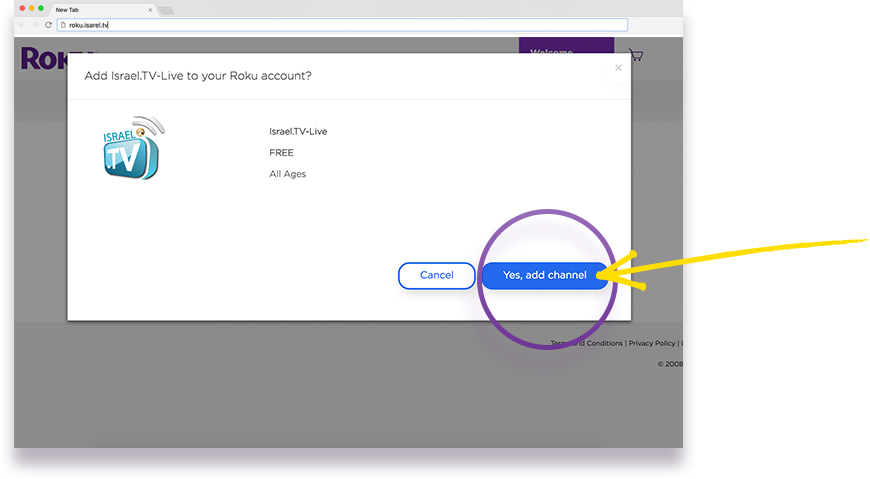 New Tab
roku.isarel.tv
Roku
Welcome
Add Israel.TV-Live to your Roku account?
ISRAEL
.TV
Israel.TV-Live
FREE
All Ages
Cancel
Yes, add channel
Terms and Conditions | Privacy Policy |
© 2008